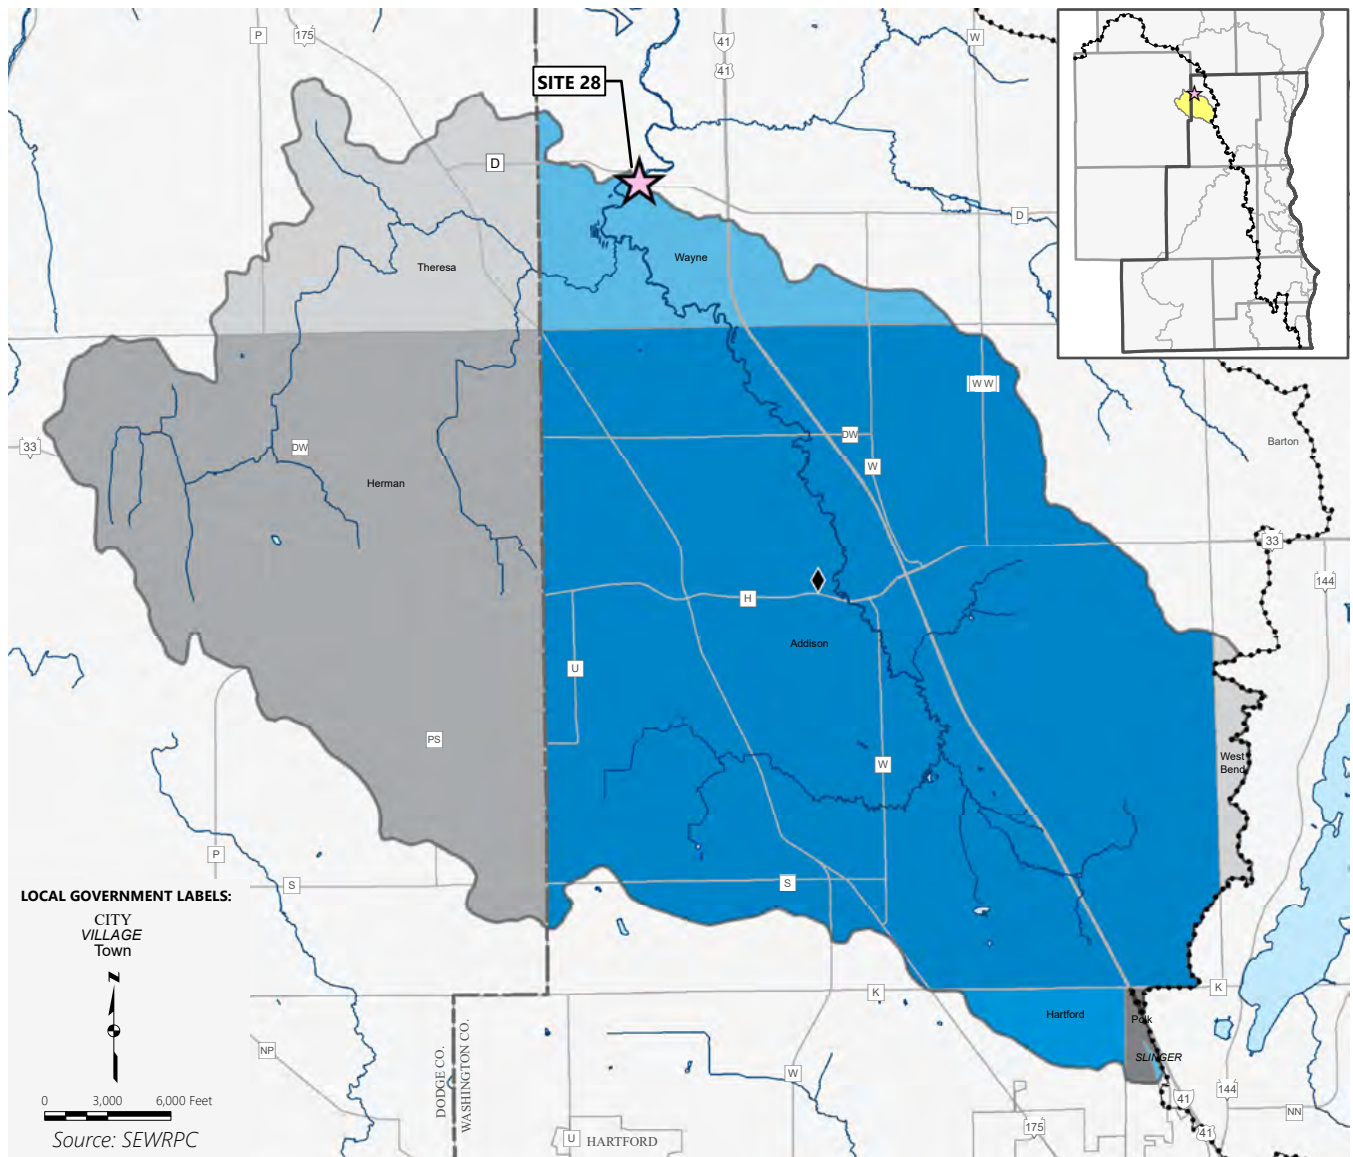 P
175
41
41
W
SITE 28
D
D
Wayne
Theresa
WW
33
DW
DW
W
Barton
Herman
33
144
H
Addison
U
PS
West
Bend
W
P
S
S
LOCAL GOVERNMENT LABELS:
CITY
VILLAGE
Town
N
K
K
Hartford
Polk
SLINGER
NP
DODGE CO.
WASHINGTON CO.
W
144
41
NN
0 3,000 6,000 Feet
175
41
U
HARTFORD
Source: SEWRPC